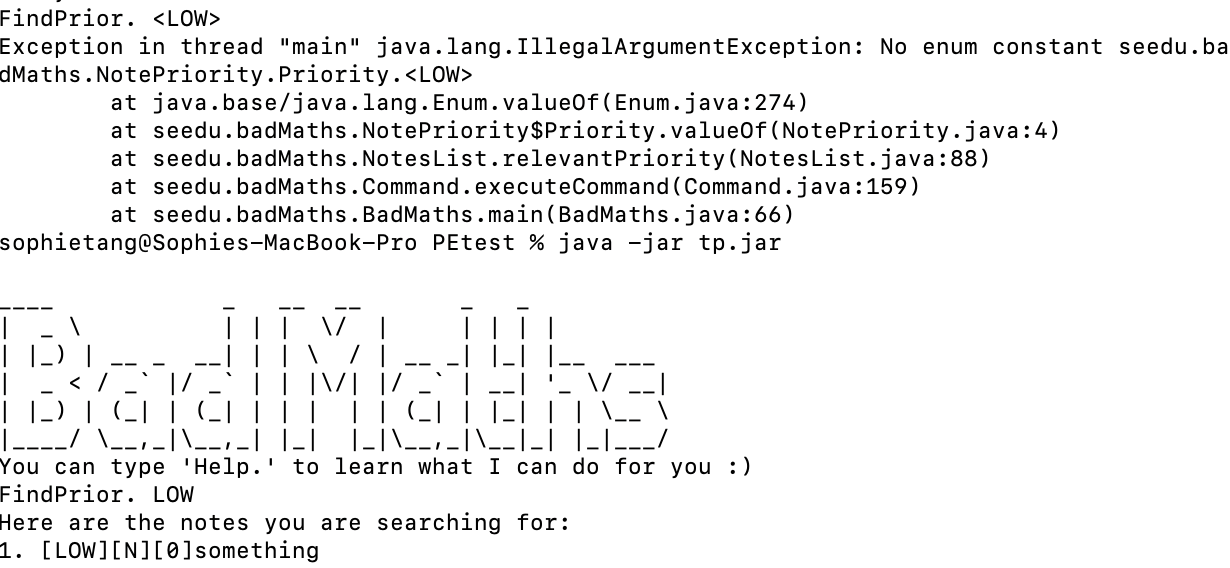 FindPrior. <LOW>
Exception in thread "main" java.lang.IllegalArgumentException: No enum constant seedu.ba
dMaths.NotePriority.Priority.<LOW>
        at java.base/java.lang.Enum.valueOf(Enum.java:274)
        at seedu.badMaths.NotePriority$Priority.valueOf(NotePriority.java:4)
        at seedu.badMaths.NotesList.relevantPriority(NotesList.java:88)
        at seedu.badMaths.Command.executeCommand(Command.java:159)
        at seedu.badMaths.BadMaths.main(BadMaths.java:66)
sophietang@Sophies-MacBook-Pro PEtest % java -jar tp.jar
BadMaths
You can type 'Help.' to learn what I can do for you :)
FindPrior. LOW
Here are the notes you are searching for:
1. [LOW][N][0]something